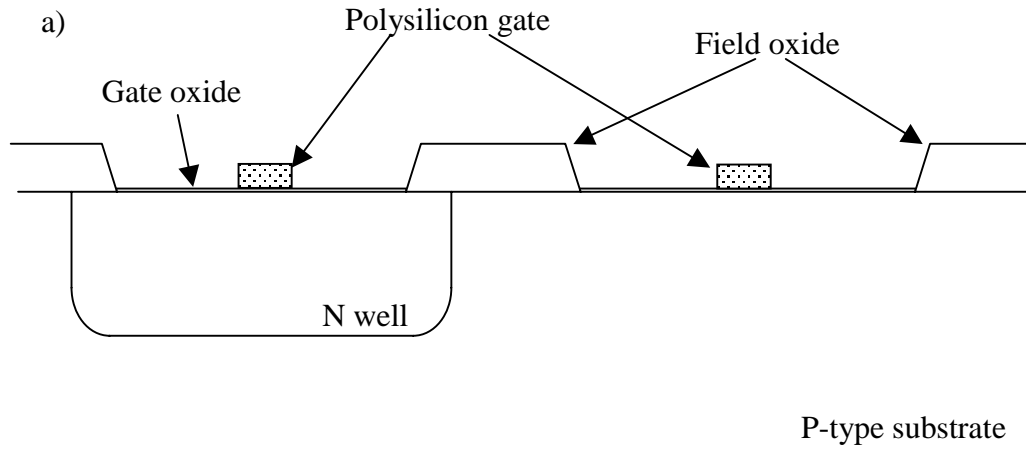 a)
Polysilicon gate
Field oxide
Gate oxide
N well
P-type substrate